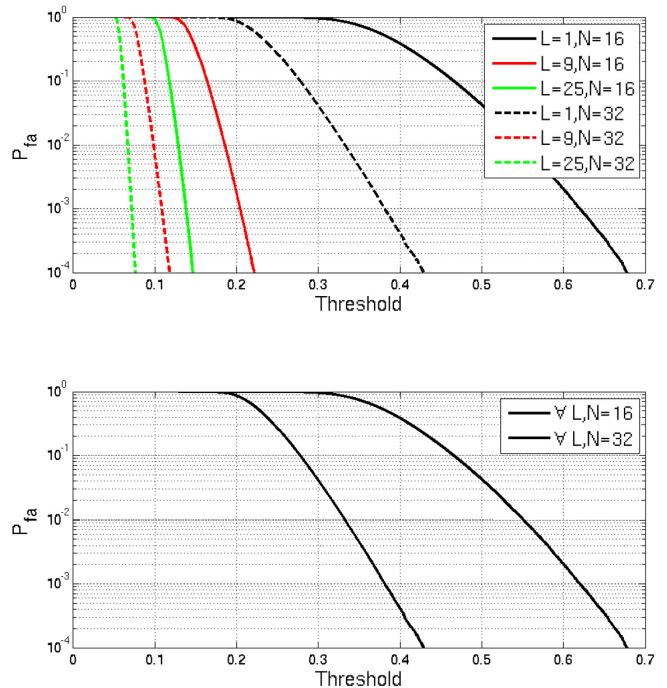 10^0
10^-1
10^-2
10^-3
10^-4
P_fa
0
0.1
0.2
0.3
0.4
0.5
0.6
0.7
Threshold
L=1,N=16
L=9,N=16
L=25,N=16
L=1,N=32
L=9,N=32
L=25,N=32
10^0
10^-1
10^-2
10^-3
10^-4
P_fa
0
0.1
0.2
0.3
0.4
0.5
0.6
0.7
Threshold
∀ L,N=16
∀ L,N=32